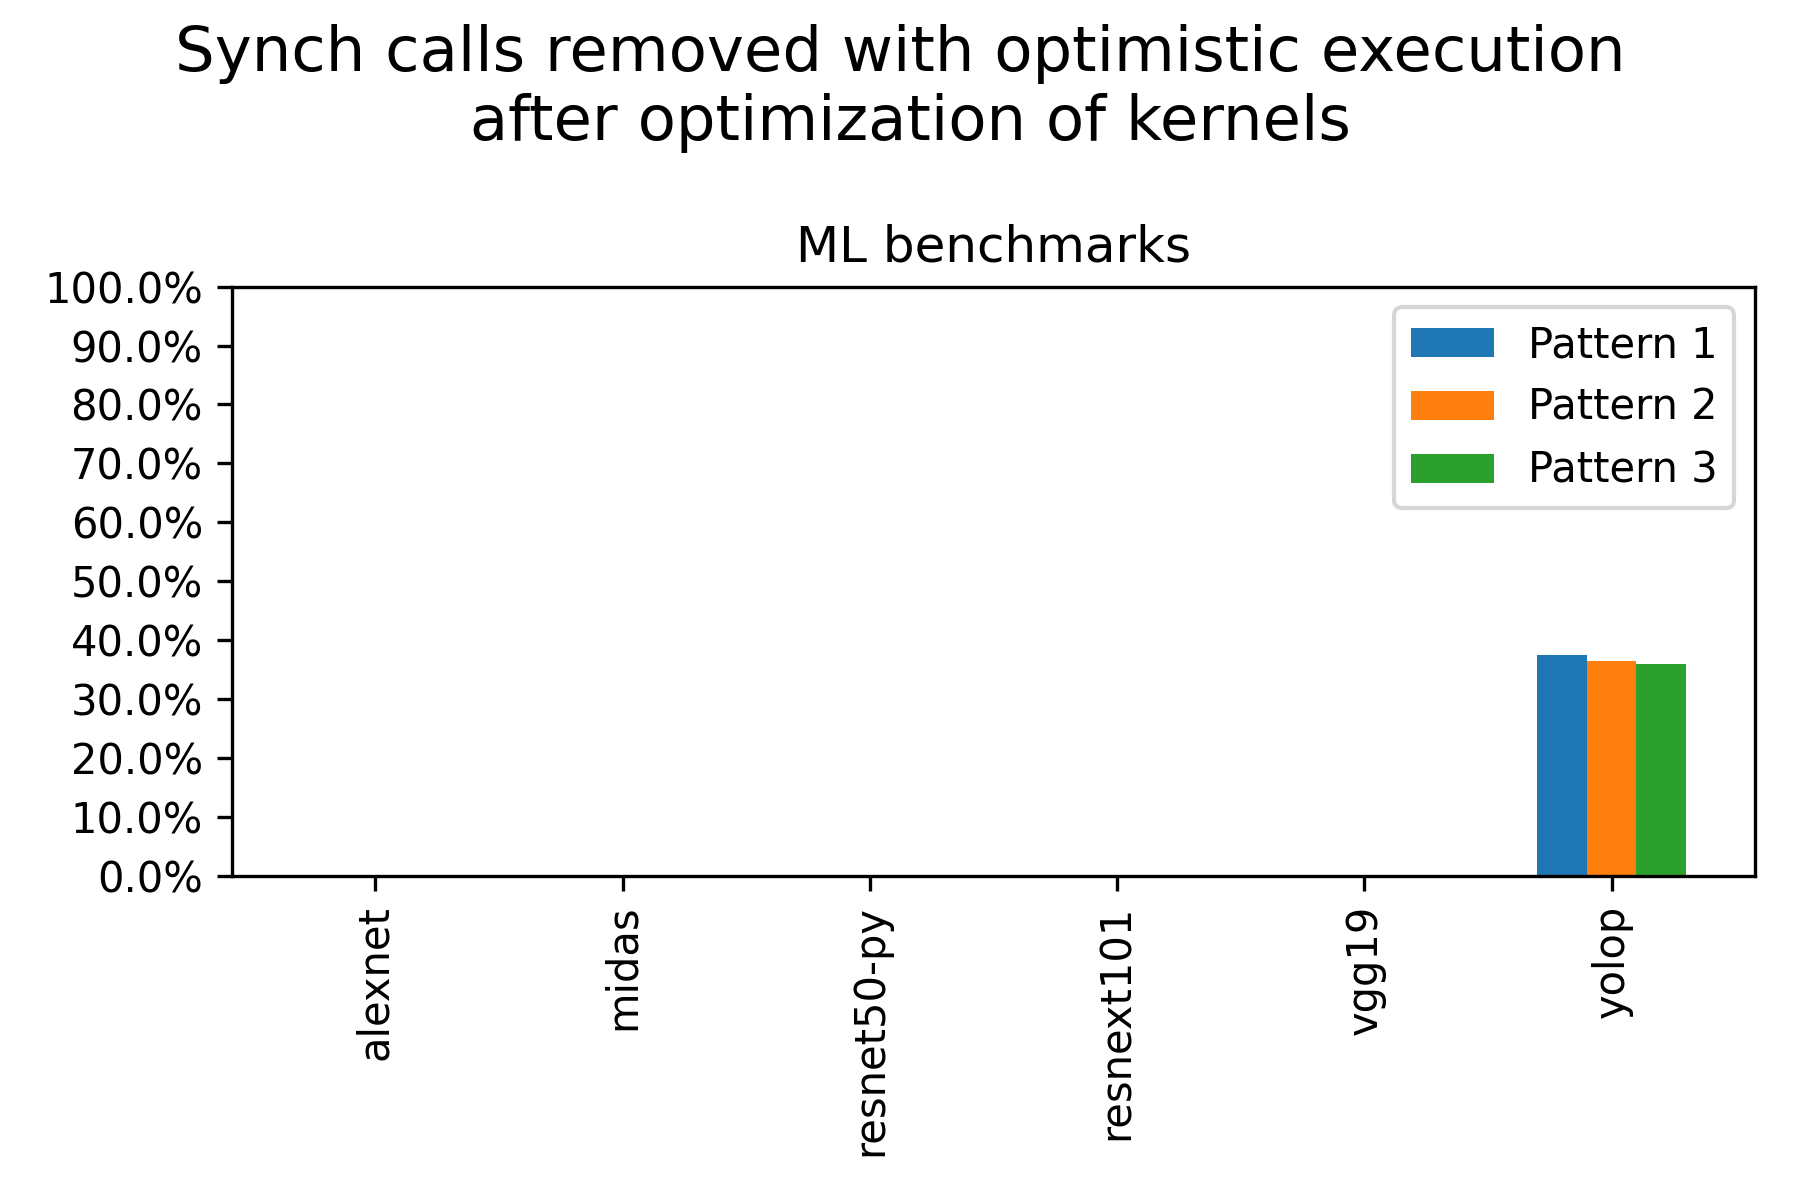 Synch calls removed with optimistic execution
after optimization of kernels
ML benchmarks
100.0%
90.0%
80.0%
70.0%
60.0%
50.0%
40.0%
30.0%
20.0%
10.0%
0.0%
Pattern 1
Pattern 2
Pattern 3
alexnet
midas
resnet50-py
resnext101
vgg19
yolop